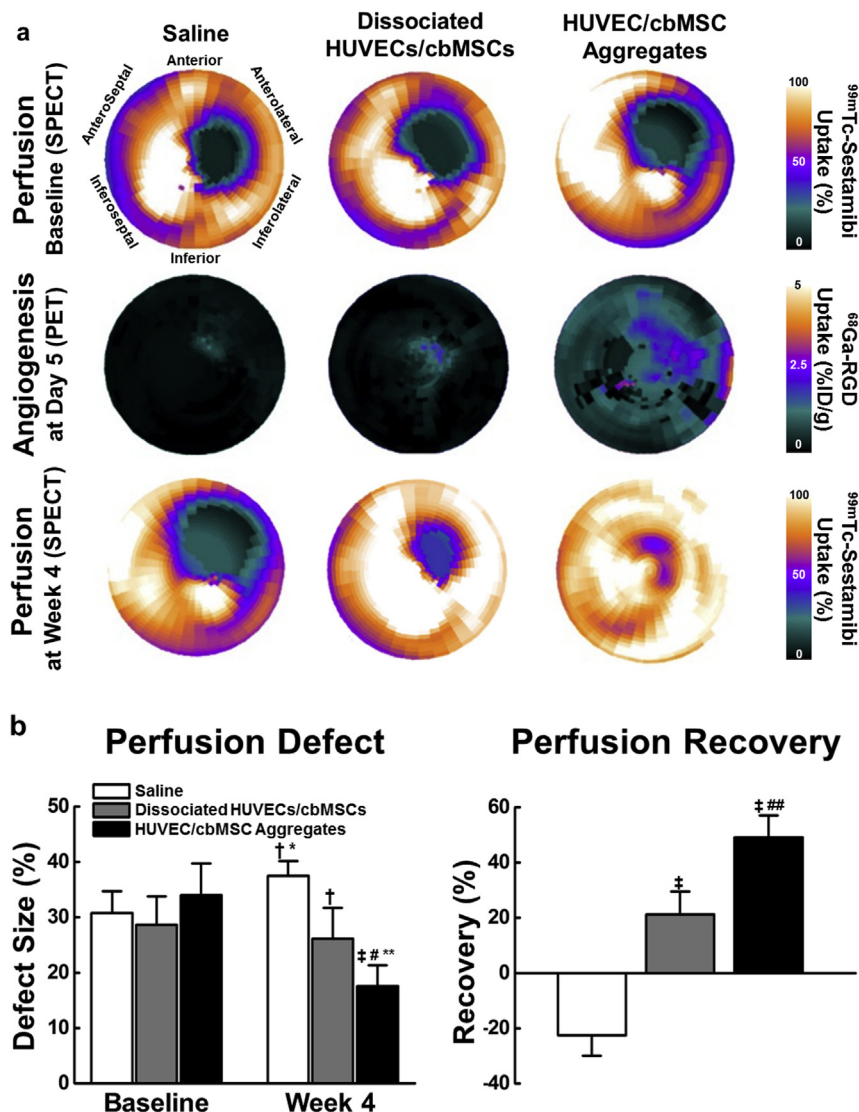 a
Saline
Dissociated
HUVECs/cbMSCs
HUVEC/cbMSC
Aggregates
Perfusion
Baseline (SPECT)
Anterior
AnteroSeptal
Anterolateral
Inferoseptal
Inferolateral
Inferior
100
50
0
99mTc-Sestamibi
Uptake (%)
Angiogenesis
at Day 5 (PET)
5
2.5
0
68Ga-RGD
Uptake (%ID/g)
Perfusion
at Week 4 (SPECT)
100
50
0
99mTc-Sestamibi
Uptake (%)
b
Perfusion Defect
Saline
Dissociated HUVECs/cbMSCs
HUVEC/cbMSC Aggregates
Defect Size (%)
50
40
30
20
10
0
† *
†
‡ # **
Baseline
Week 4
Perfusion Recovery
Recovery (%)
60
40
20
0
-20
-40
‡
‡ ##